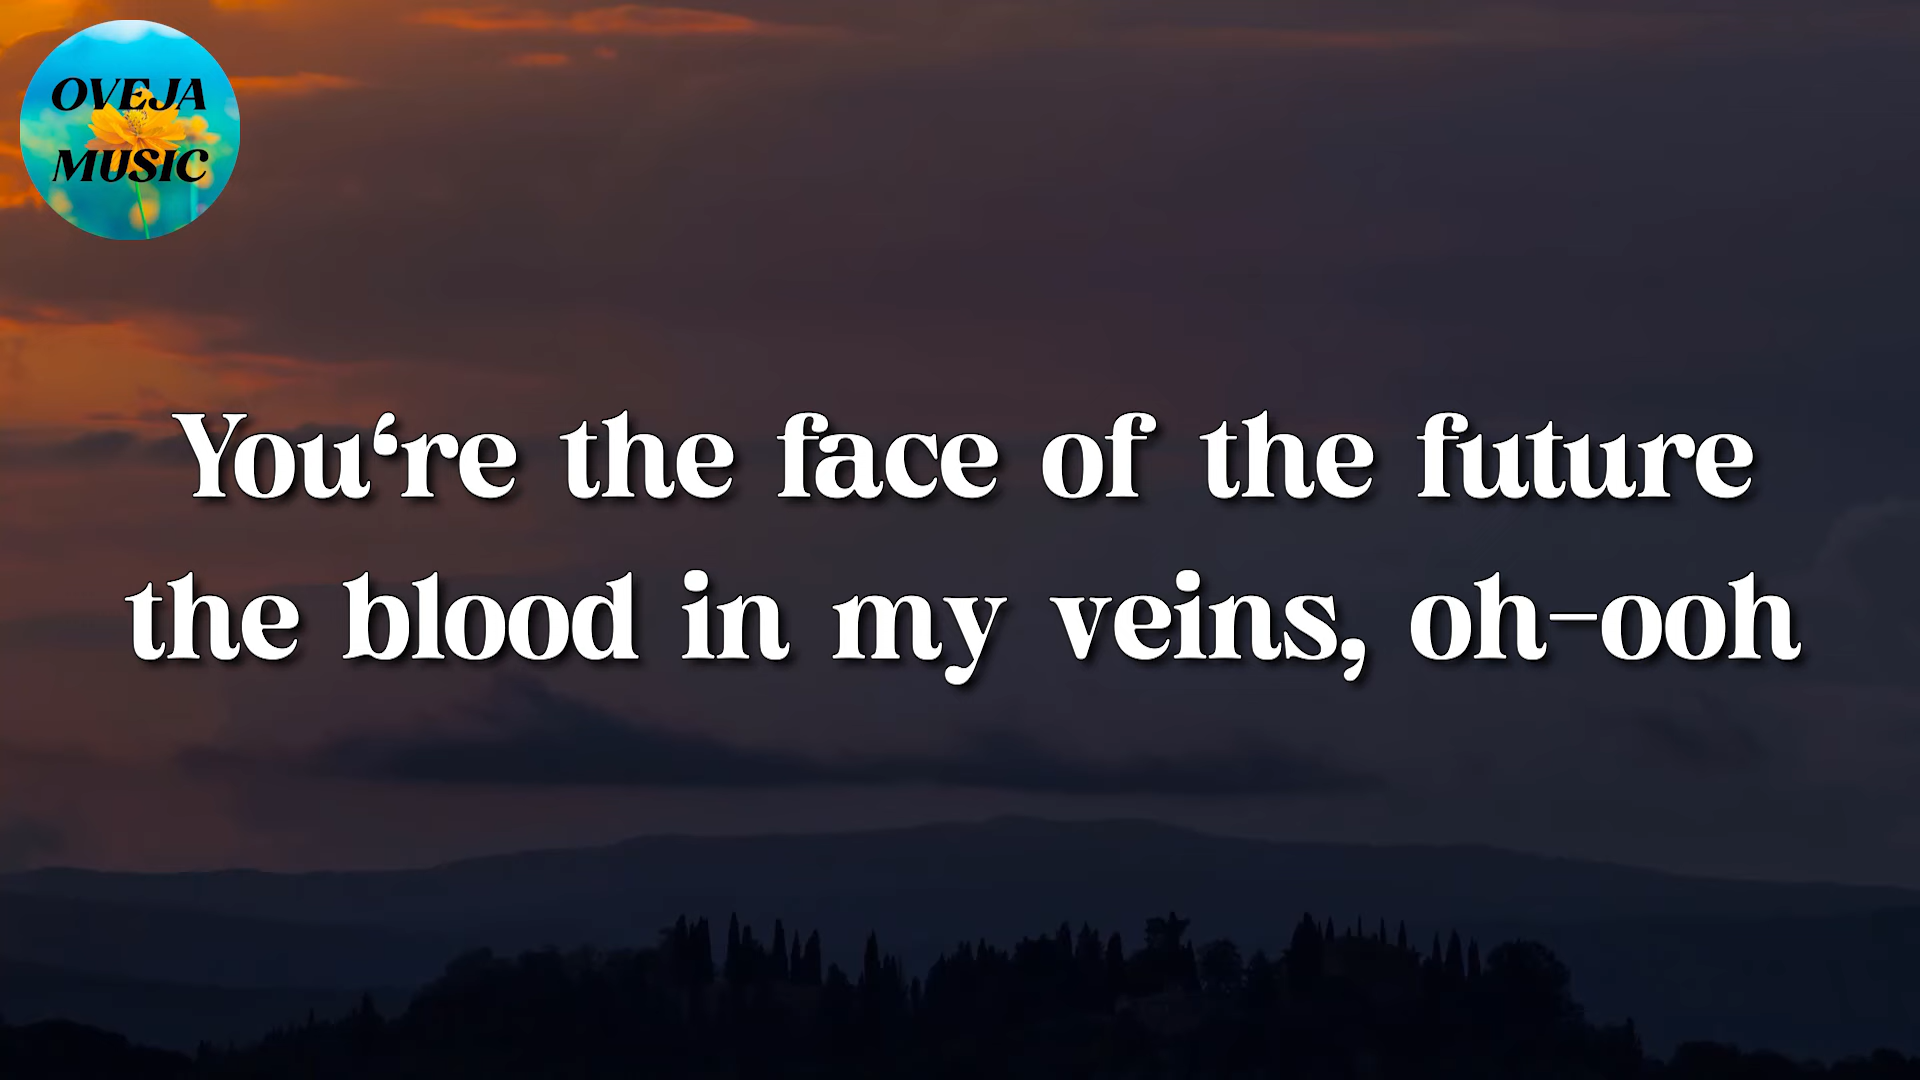 OVEJA
MUSIC
You‘re the face of the future
the blood in my veins, oh-ooh